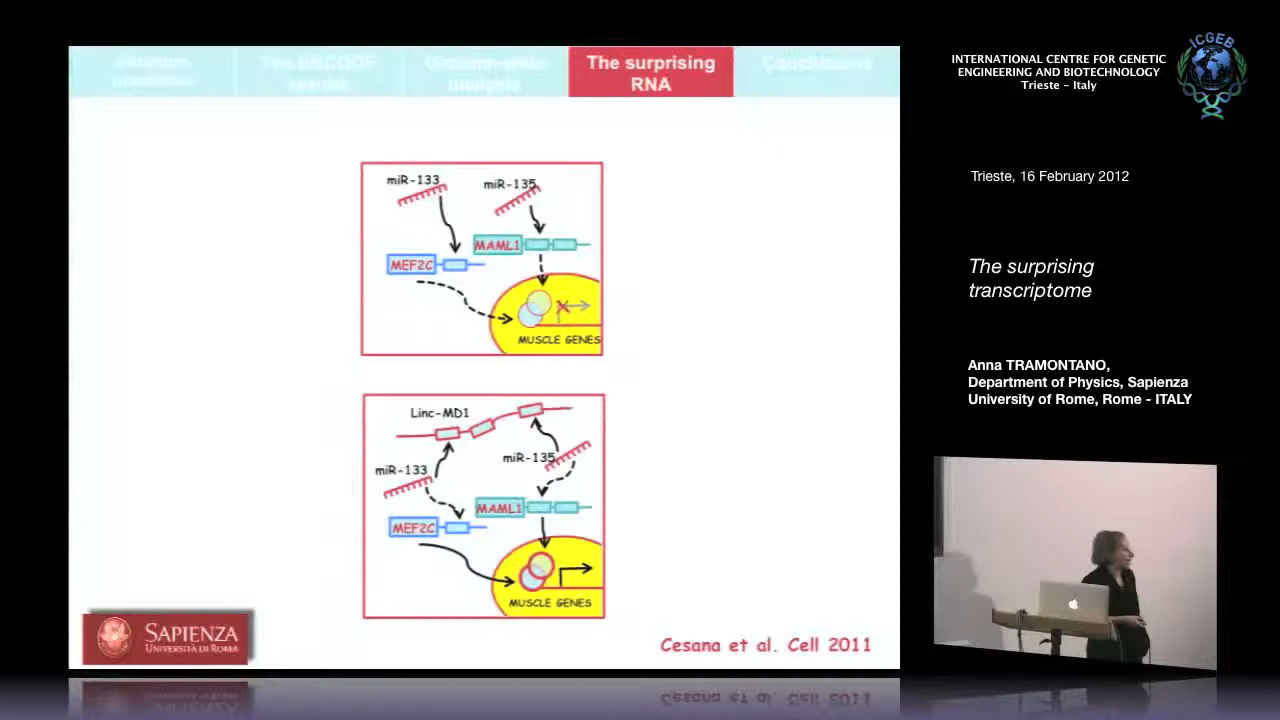 The surprising
RNA
Conclusions
miR-133
miR-135
MAML1
MEF2C
MUSCLE GENES
Linc-MD1
miR-133
miR-135
MAML1
MEF2C
MUSCLE GENES
SAPIENZA
UNIVERSITÀ DI ROMA
Cesana et al. Cell 2011
INTERNATIONAL CENTRE FOR GENETIC
ENGINEERING AND BIOTECHNOLOGY
Trieste - Italy
ICGEB
Trieste, 16 February 2012
The surprising
transcriptome
Anna TRAMONTANO,
Department of Physics, Sapienza
University of Rome, Rome - ITALY